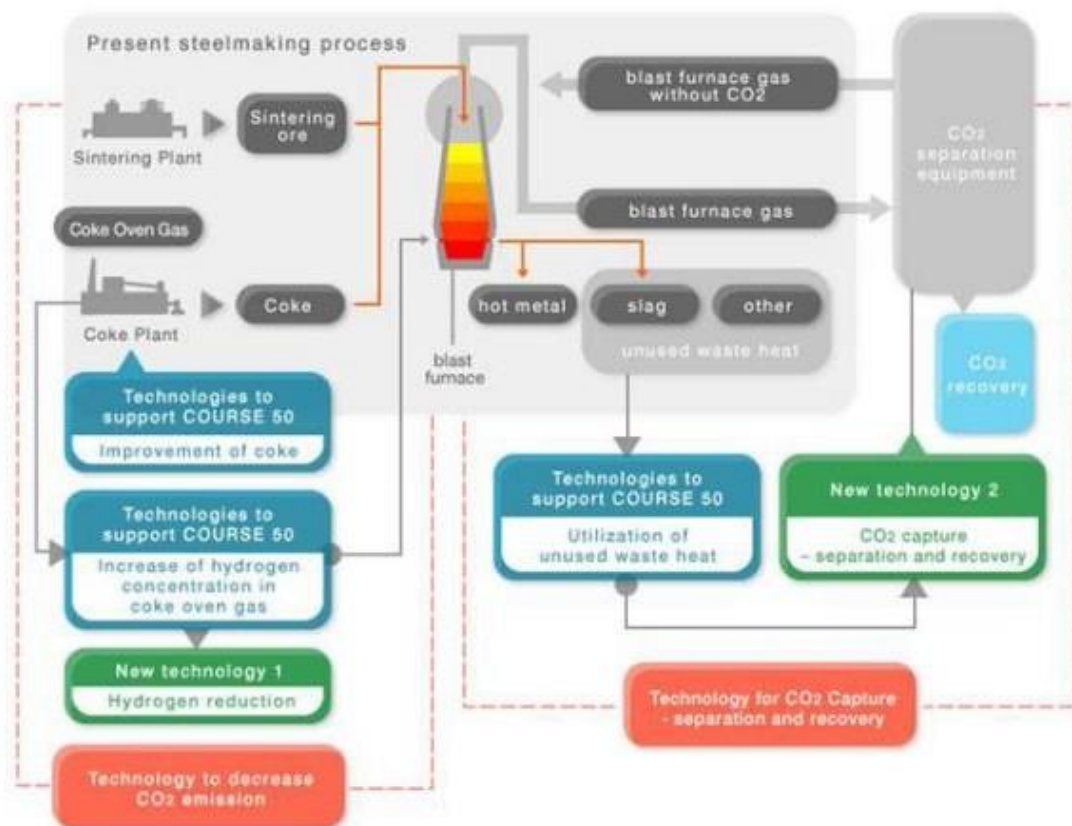 Present steelmaking process
blast furnace gas
without CO2
CO2
separation
equipment
Sintering
ore
Sintering Plant
blast furnace gas
Coke Oven Gas
Coke
Coke Plant
hot metal
slag
other
unused waste heat
blast
furnace
CO2
recovery
Technologies to
support COURSE 50
Improvement of coke
Technologies to
support COURSE 50
Utilization of
unused waste heat
New technology 2
CO2 capture
– separation and recovery
Technologies to
support COURSE 50
Increase of hydrogen
concentration in
coke oven gas
New technology 1
Hydrogen reduction
Technology for CO2 Capture
- separation and recovery
Technology to decrease
CO2 emission